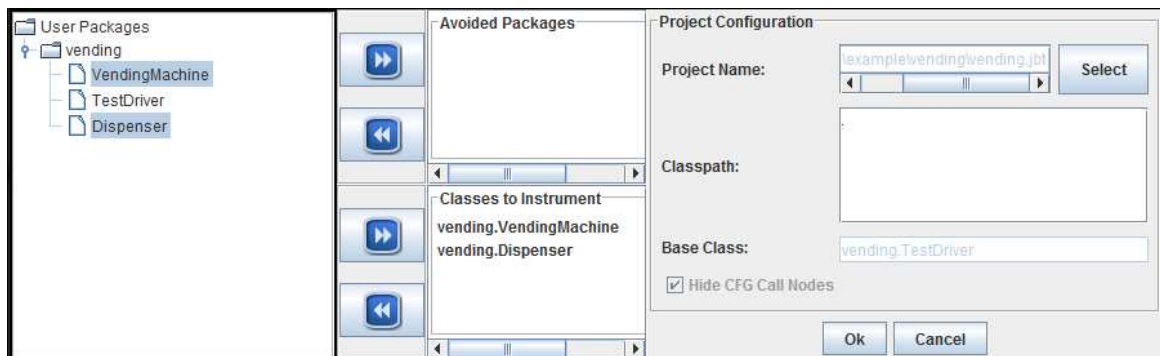 User Packages
vending
VendingMachine
TestDriver
Dispenser
Avoided Packages
Classes to Instrument
vending.VendingMachine
vending.Dispenser
Project Configuration
Project Name:
\example\vending\vending.jbt
Select
Classpath:
.
Base Class:
vending.TestDriver
Hide CFG Call Nodes
Ok
Cancel